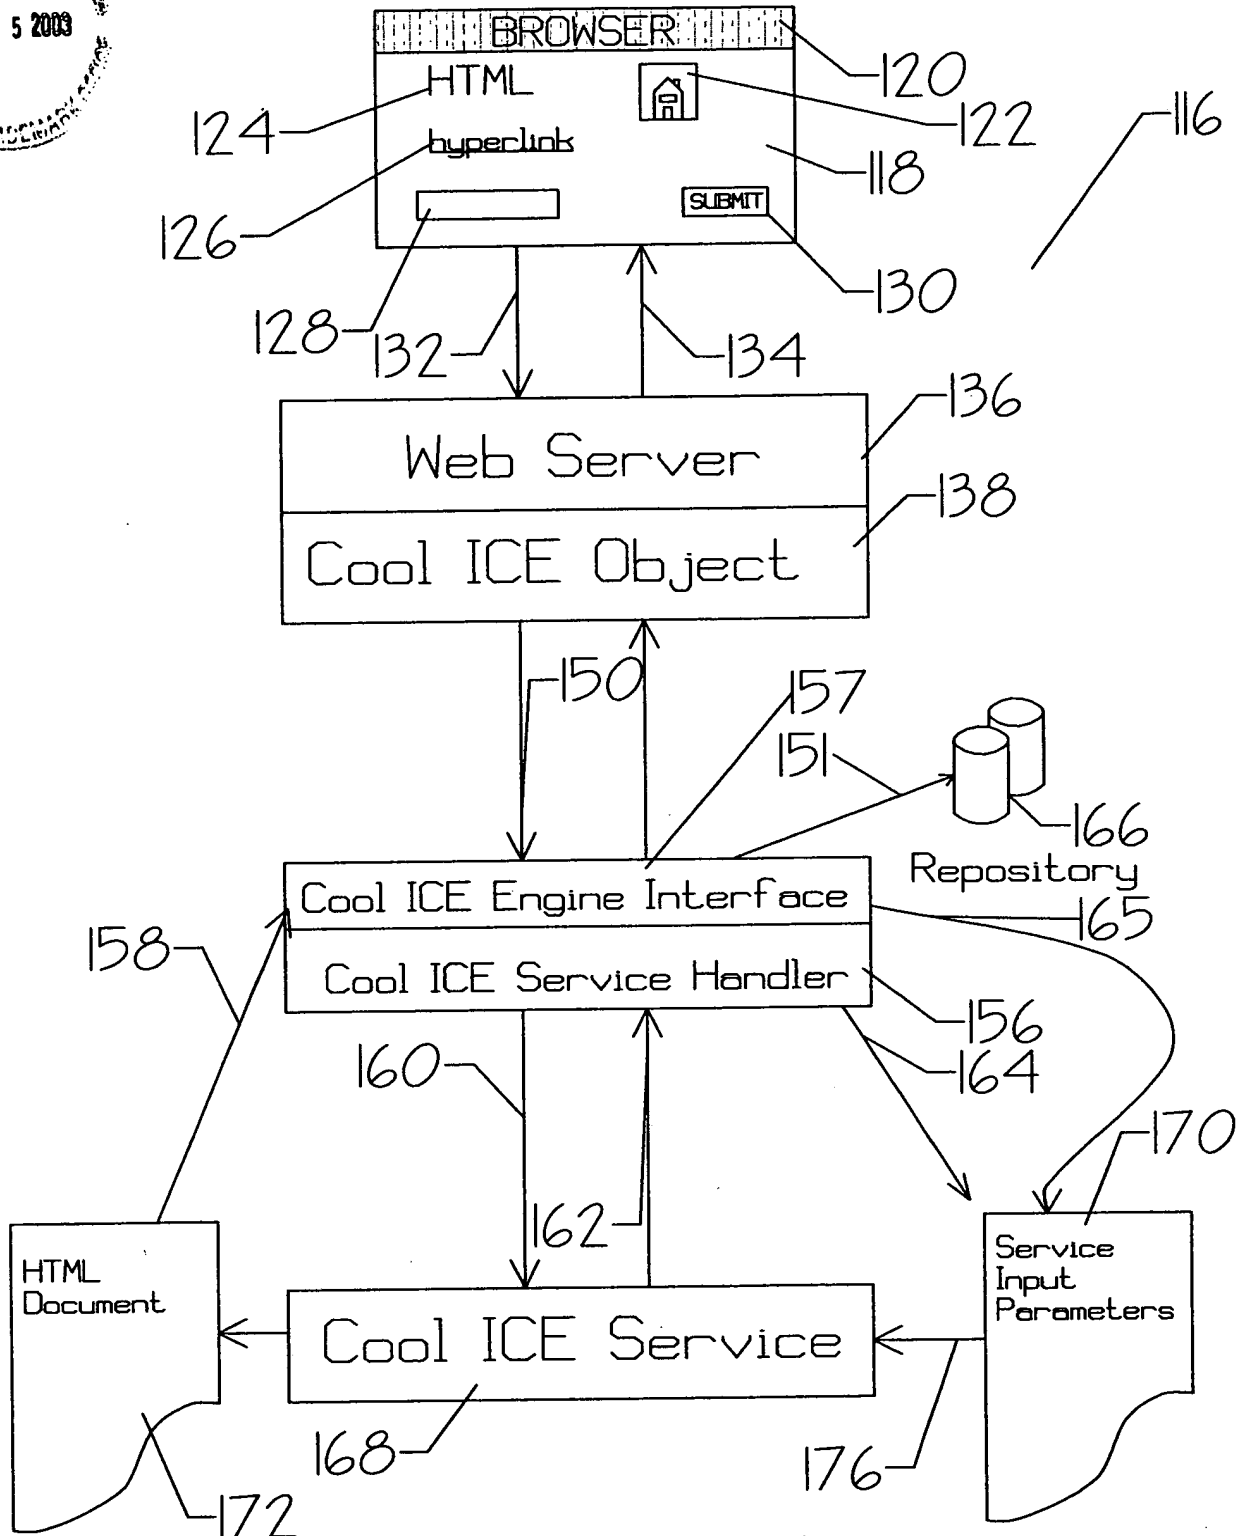 5 2003
BROWSER
120
HTML
122
116
124
hyperlink
118
SUBMIT
126
130
128
132
134
136
Web Server
138
Cool ICE Object
150
157
151
166
Repository
Cool ICE Engine Interface
165
158
Cool ICE Service Handler
156
160
164
170
162
Service
Input
Parameters
HTML
Document
Cool ICE Service
168
176
172